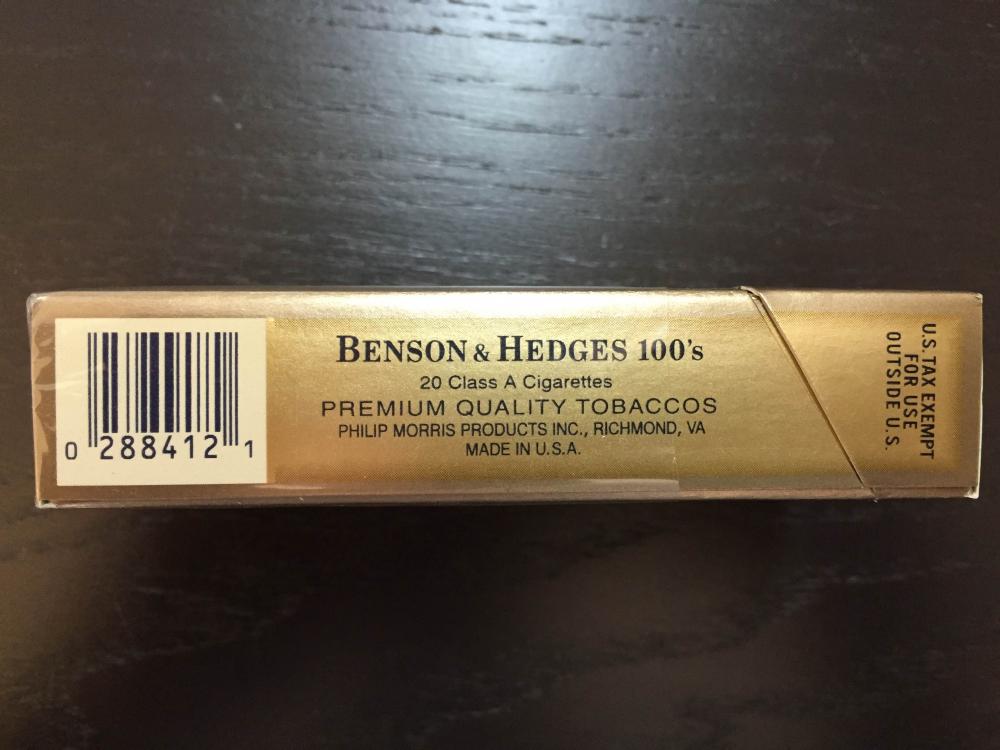 BENSON & HEDGES 100's
20 Class A Cigarettes
PREMIUM QUALITY TOBACCOS
PHILIP MORRIS PRODUCTS INC., RICHMOND, VA
MADE IN U.S.A.
0 288412 1
U.S. TAX EXEMPT
FOR USE
OUTSIDE U.S.